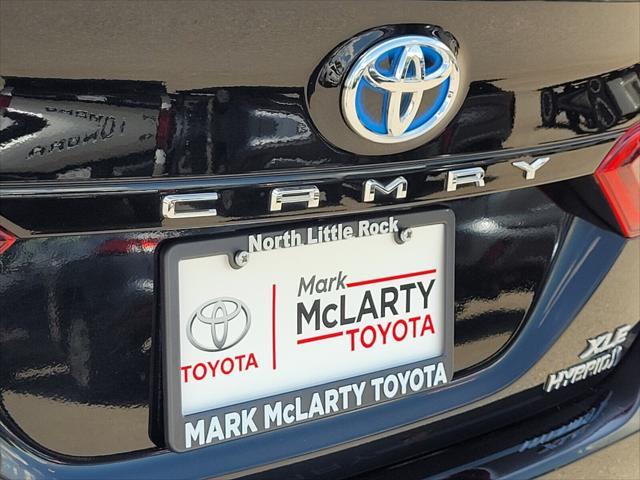 CAMRY
North Little Rock
Mark
McLARTY
TOYOTA
TOYOTA
MARK McLARTY TOYOTA
XLE
HYBRID